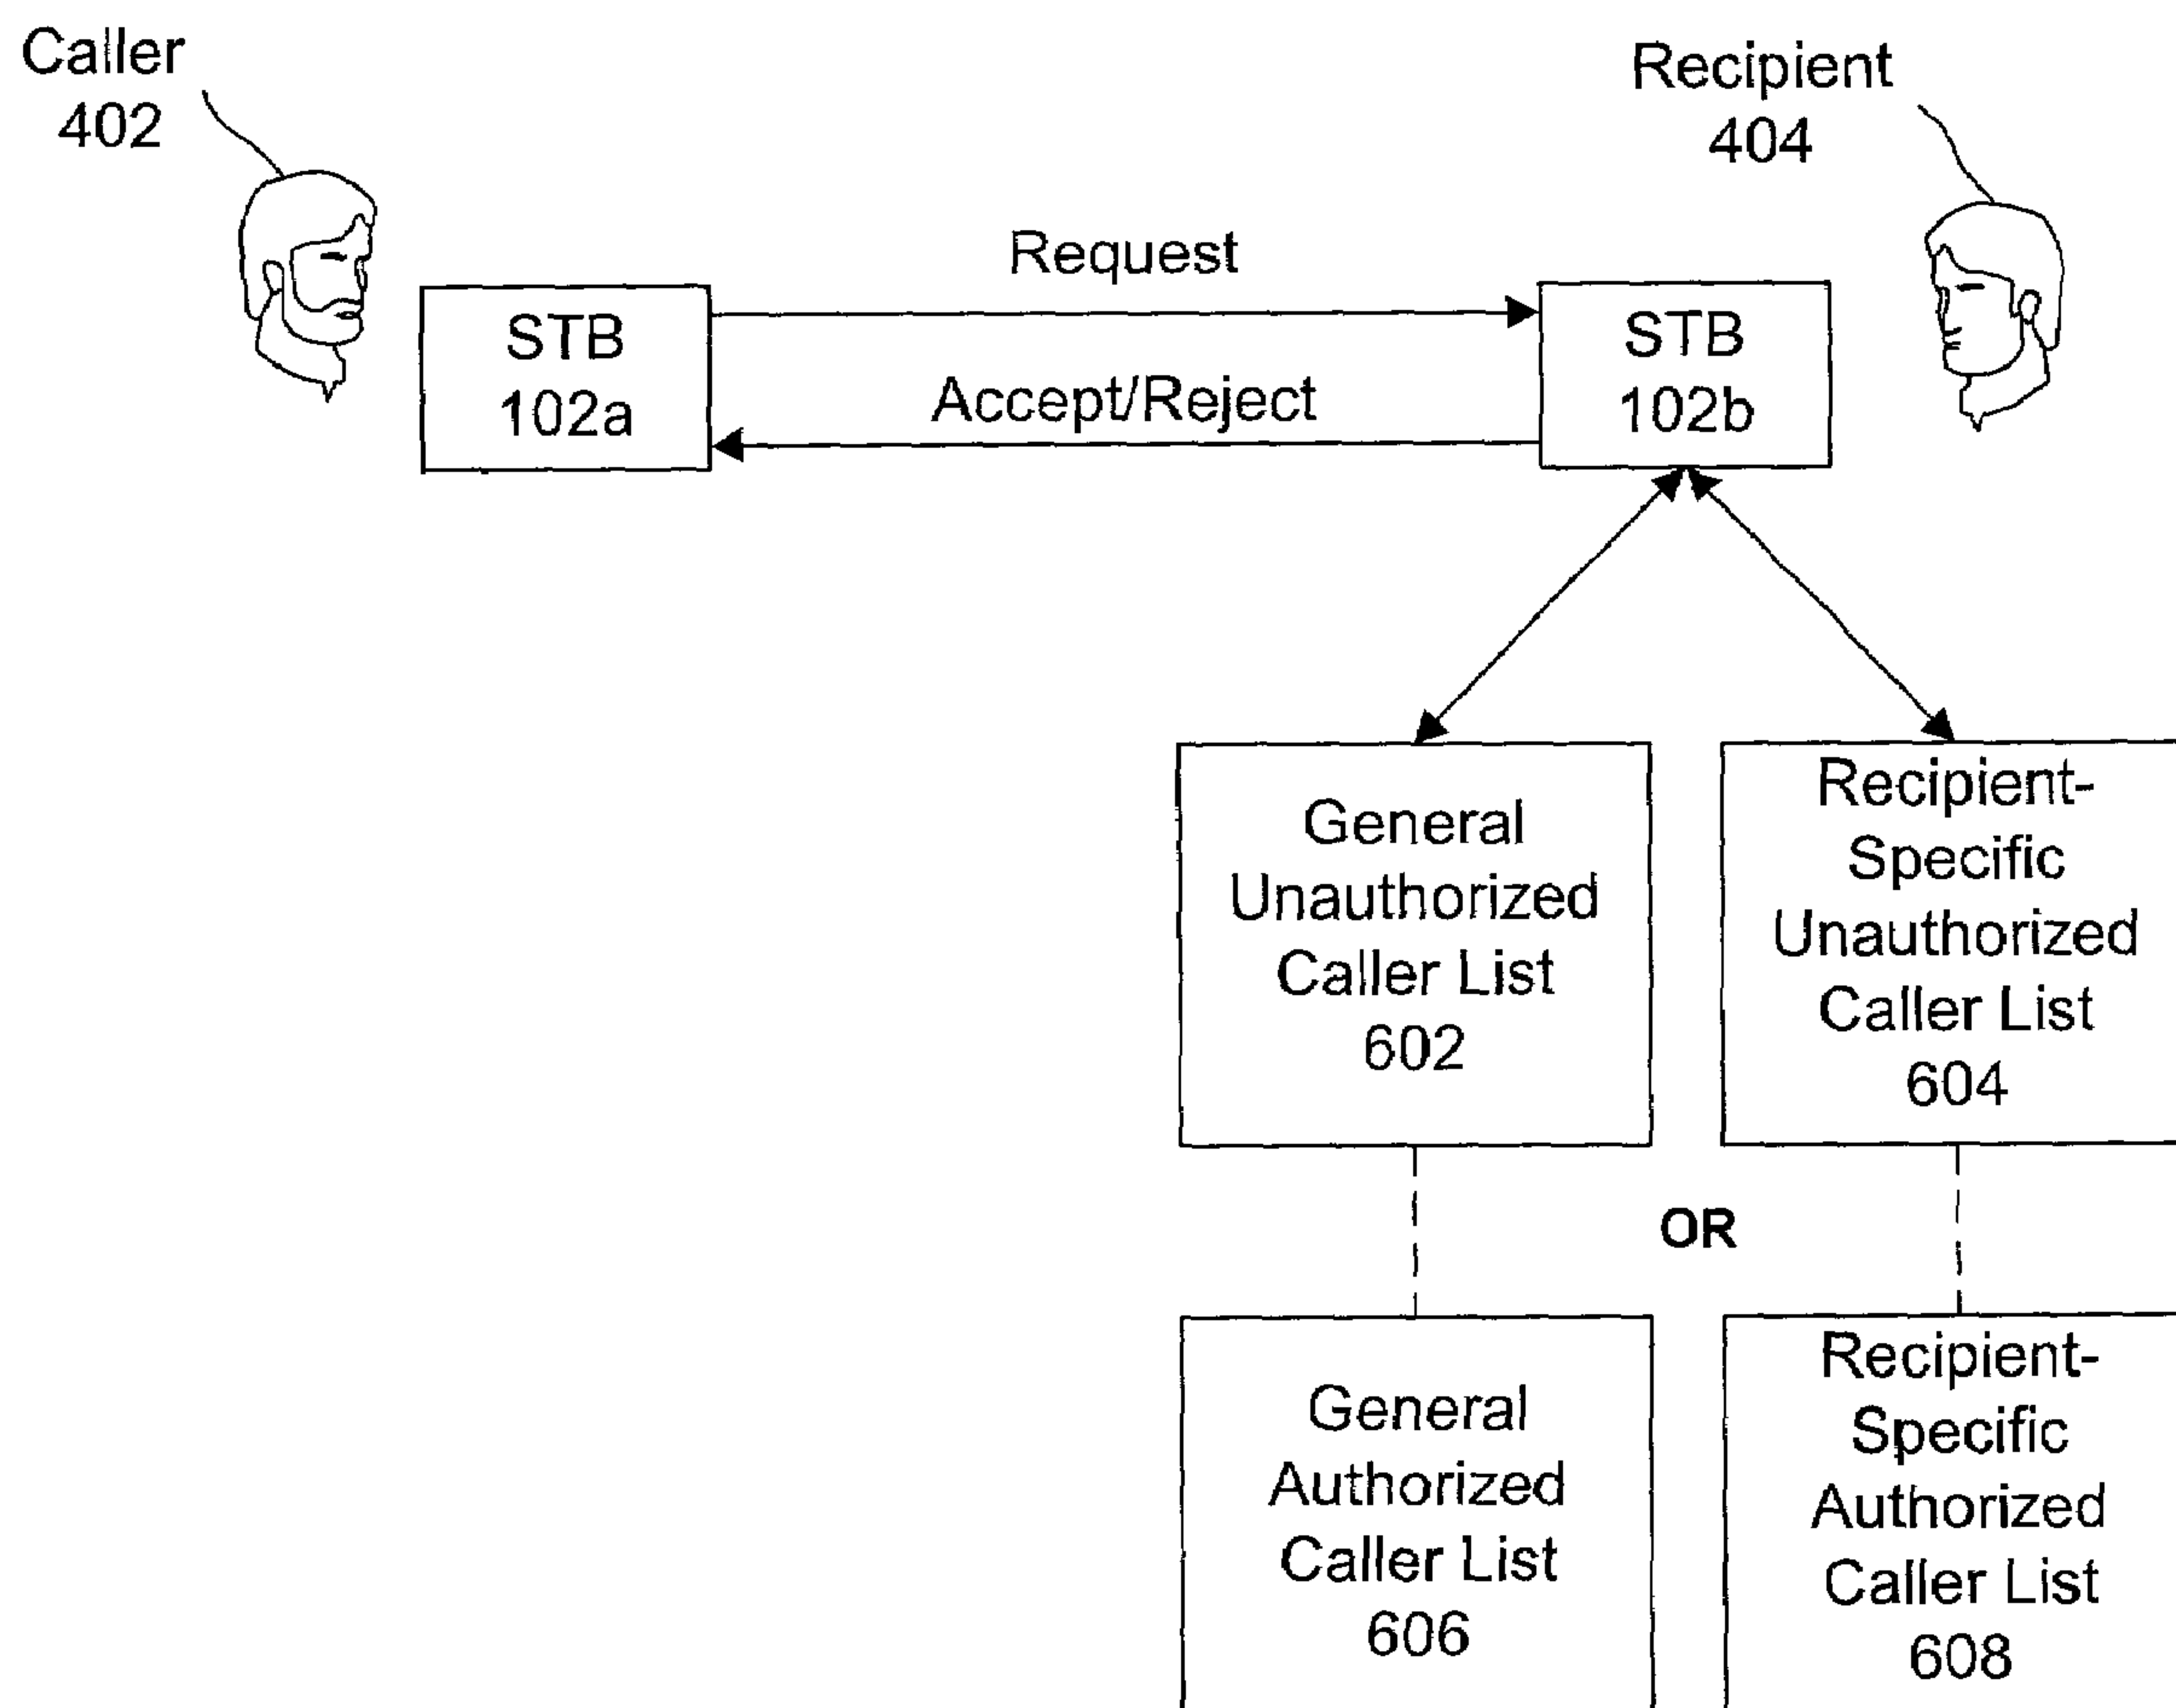 Caller
402
Recipient
404
Request
STB
102a
Accept/Reject
STB
102b
General
Unauthorized
Caller List
602
Recipient-
Specific
Unauthorized
Caller List
604
OR
General
Authorized
Caller List
606
Recipient-
Specific
Authorized
Caller List
608